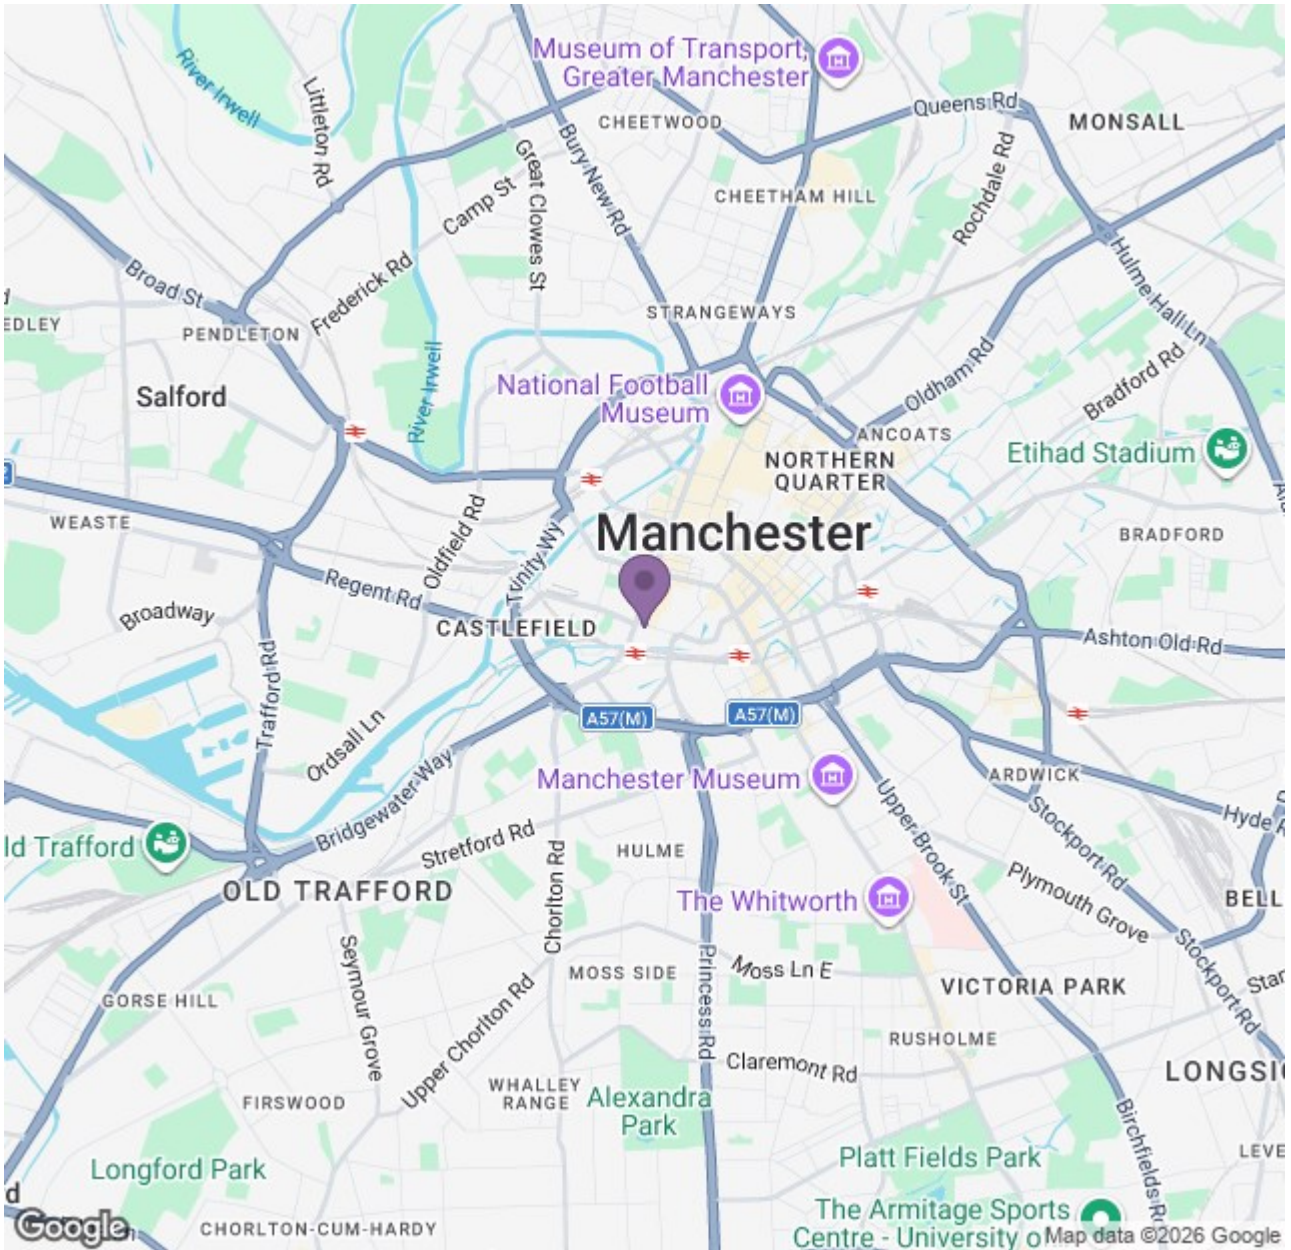 Museum of Transport,
Greater Manchester
River Irwell
Littleton Rd
CHEETWOOD
Queens Rd
MONSALL
Bury New Rd
Great Clowes St
Camp St
CHEETHAM HILL
Rochdale Rd
Broad St
Frederick Rd
Hulme Hall Ln
EDLEY
PENDLETON
STRANGEWAYS
River Irwell
Salford
National Football
Museum
Oldham Rd
Bradford Rd
ANCOATS
Etihad Stadium
NORTHERN
QUARTER
WEASTE
Oldfield Rd
Trinity Wy
Manchester
BRADFORD
Regent Rd
Broadway
CASTLEFIELD
Ashton Old Rd
Trafford Rd
Ordsall Ln
A57(M)
A57(M)
Bridgewater Way
Manchester Museum
ARDWICK
Upper Brook St
Stockport Rd
Hyde R
ld Trafford
Stretford Rd
HULME
OLD TRAFFORD
Chorlton Rd
The Whitworth
Plymouth Grove
BELL
Seymour Grove
MOSS SIDE
Princess Rd
Moss Ln E
VICTORIA PARK
Stockport Rd
Stan
GORSE HILL
Upper Chorlton Rd
RUSHOLME
Claremont Rd
LONGSI
FIRSWOOD
WHALLEY
RANGE
Alexandra
Park
Birchfields Rd
LEVE
Longford Park
Platt Fields Park
d
CHORLTON-CUM-HARDY
The Armitage Sports
Centre - University o
Google
Map data ©2026 Google